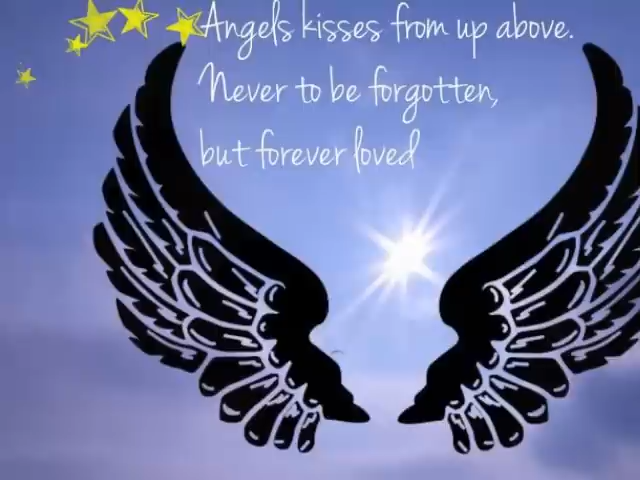 Angels kisses from up above.
Never to be forgotten,
but forever loved